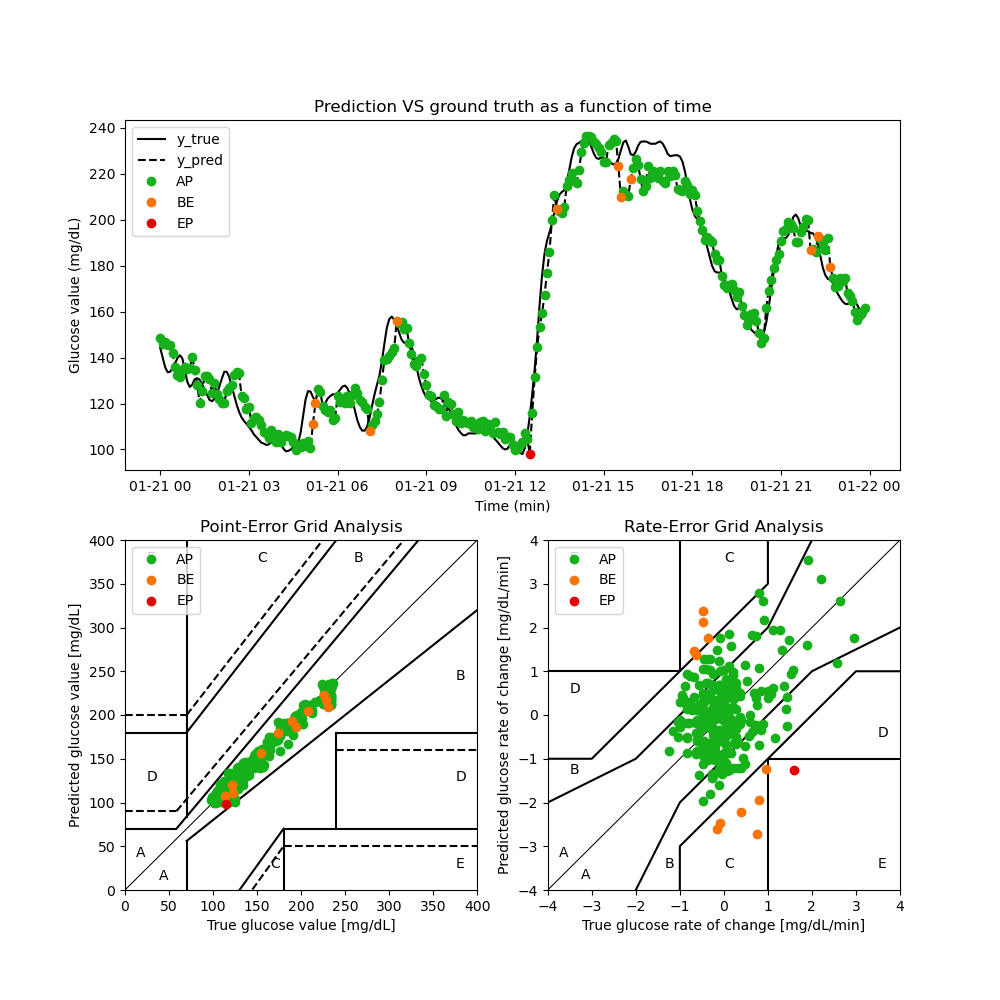 Prediction VS ground truth as a function of time
Glucose value (mg/dL)
240
220
200
180
160
140
120
100
y_true
y_pred
AP
BE
EP
01-21 00
01-21 03
01-21 06
01-21 09
01-21 12
01-21 15
01-21 18
01-21 21
01-22 00
Time (min)
Point-Error Grid Analysis
Predicted glucose value [mg/dL]
400
350
300
250
200
150
100
50
0
AP
BE
EP
C
B
B
D
D
A
A
C
E
0
50
100
150
200
250
300
350
400
True glucose value [mg/dL]
Rate-Error Grid Analysis
Predicted glucose rate of change [mg/dL/min]
4
3
2
1
0
−1
−2
−3
−4
AP
BE
EP
C
D
D
B
A
A
B
C
E
−4
−3
−2
−1
0
1
2
3
4
True glucose rate of change [mg/dL/min]